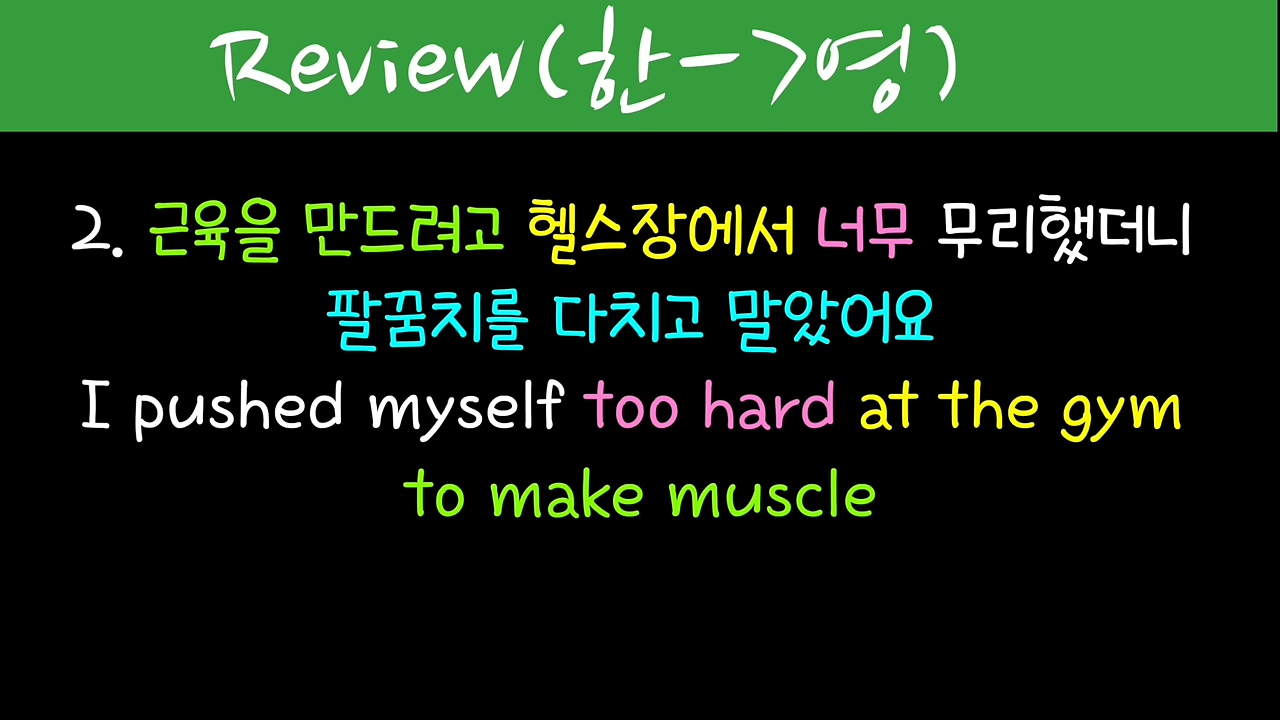 Review(한->영)
2. 근육을 만드려고 헬스장에서 너무 무리했더니
팔꿈치를 다치고 말았어요
I pushed myself too hard at the gym
to make muscle